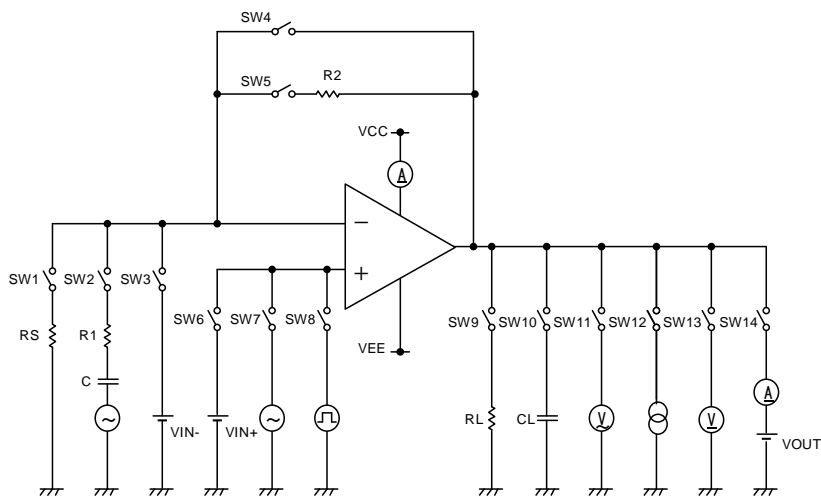 SW4
SW5
R2
VCC
A
SW1
SW2
SW3
−
+
SW6
SW7
SW8
SW9
SW10
SW11
SW12
SW13
SW14
RS
R1
C
VEE
A
VIN-
VIN+
RL
CL
V
V
VOUT